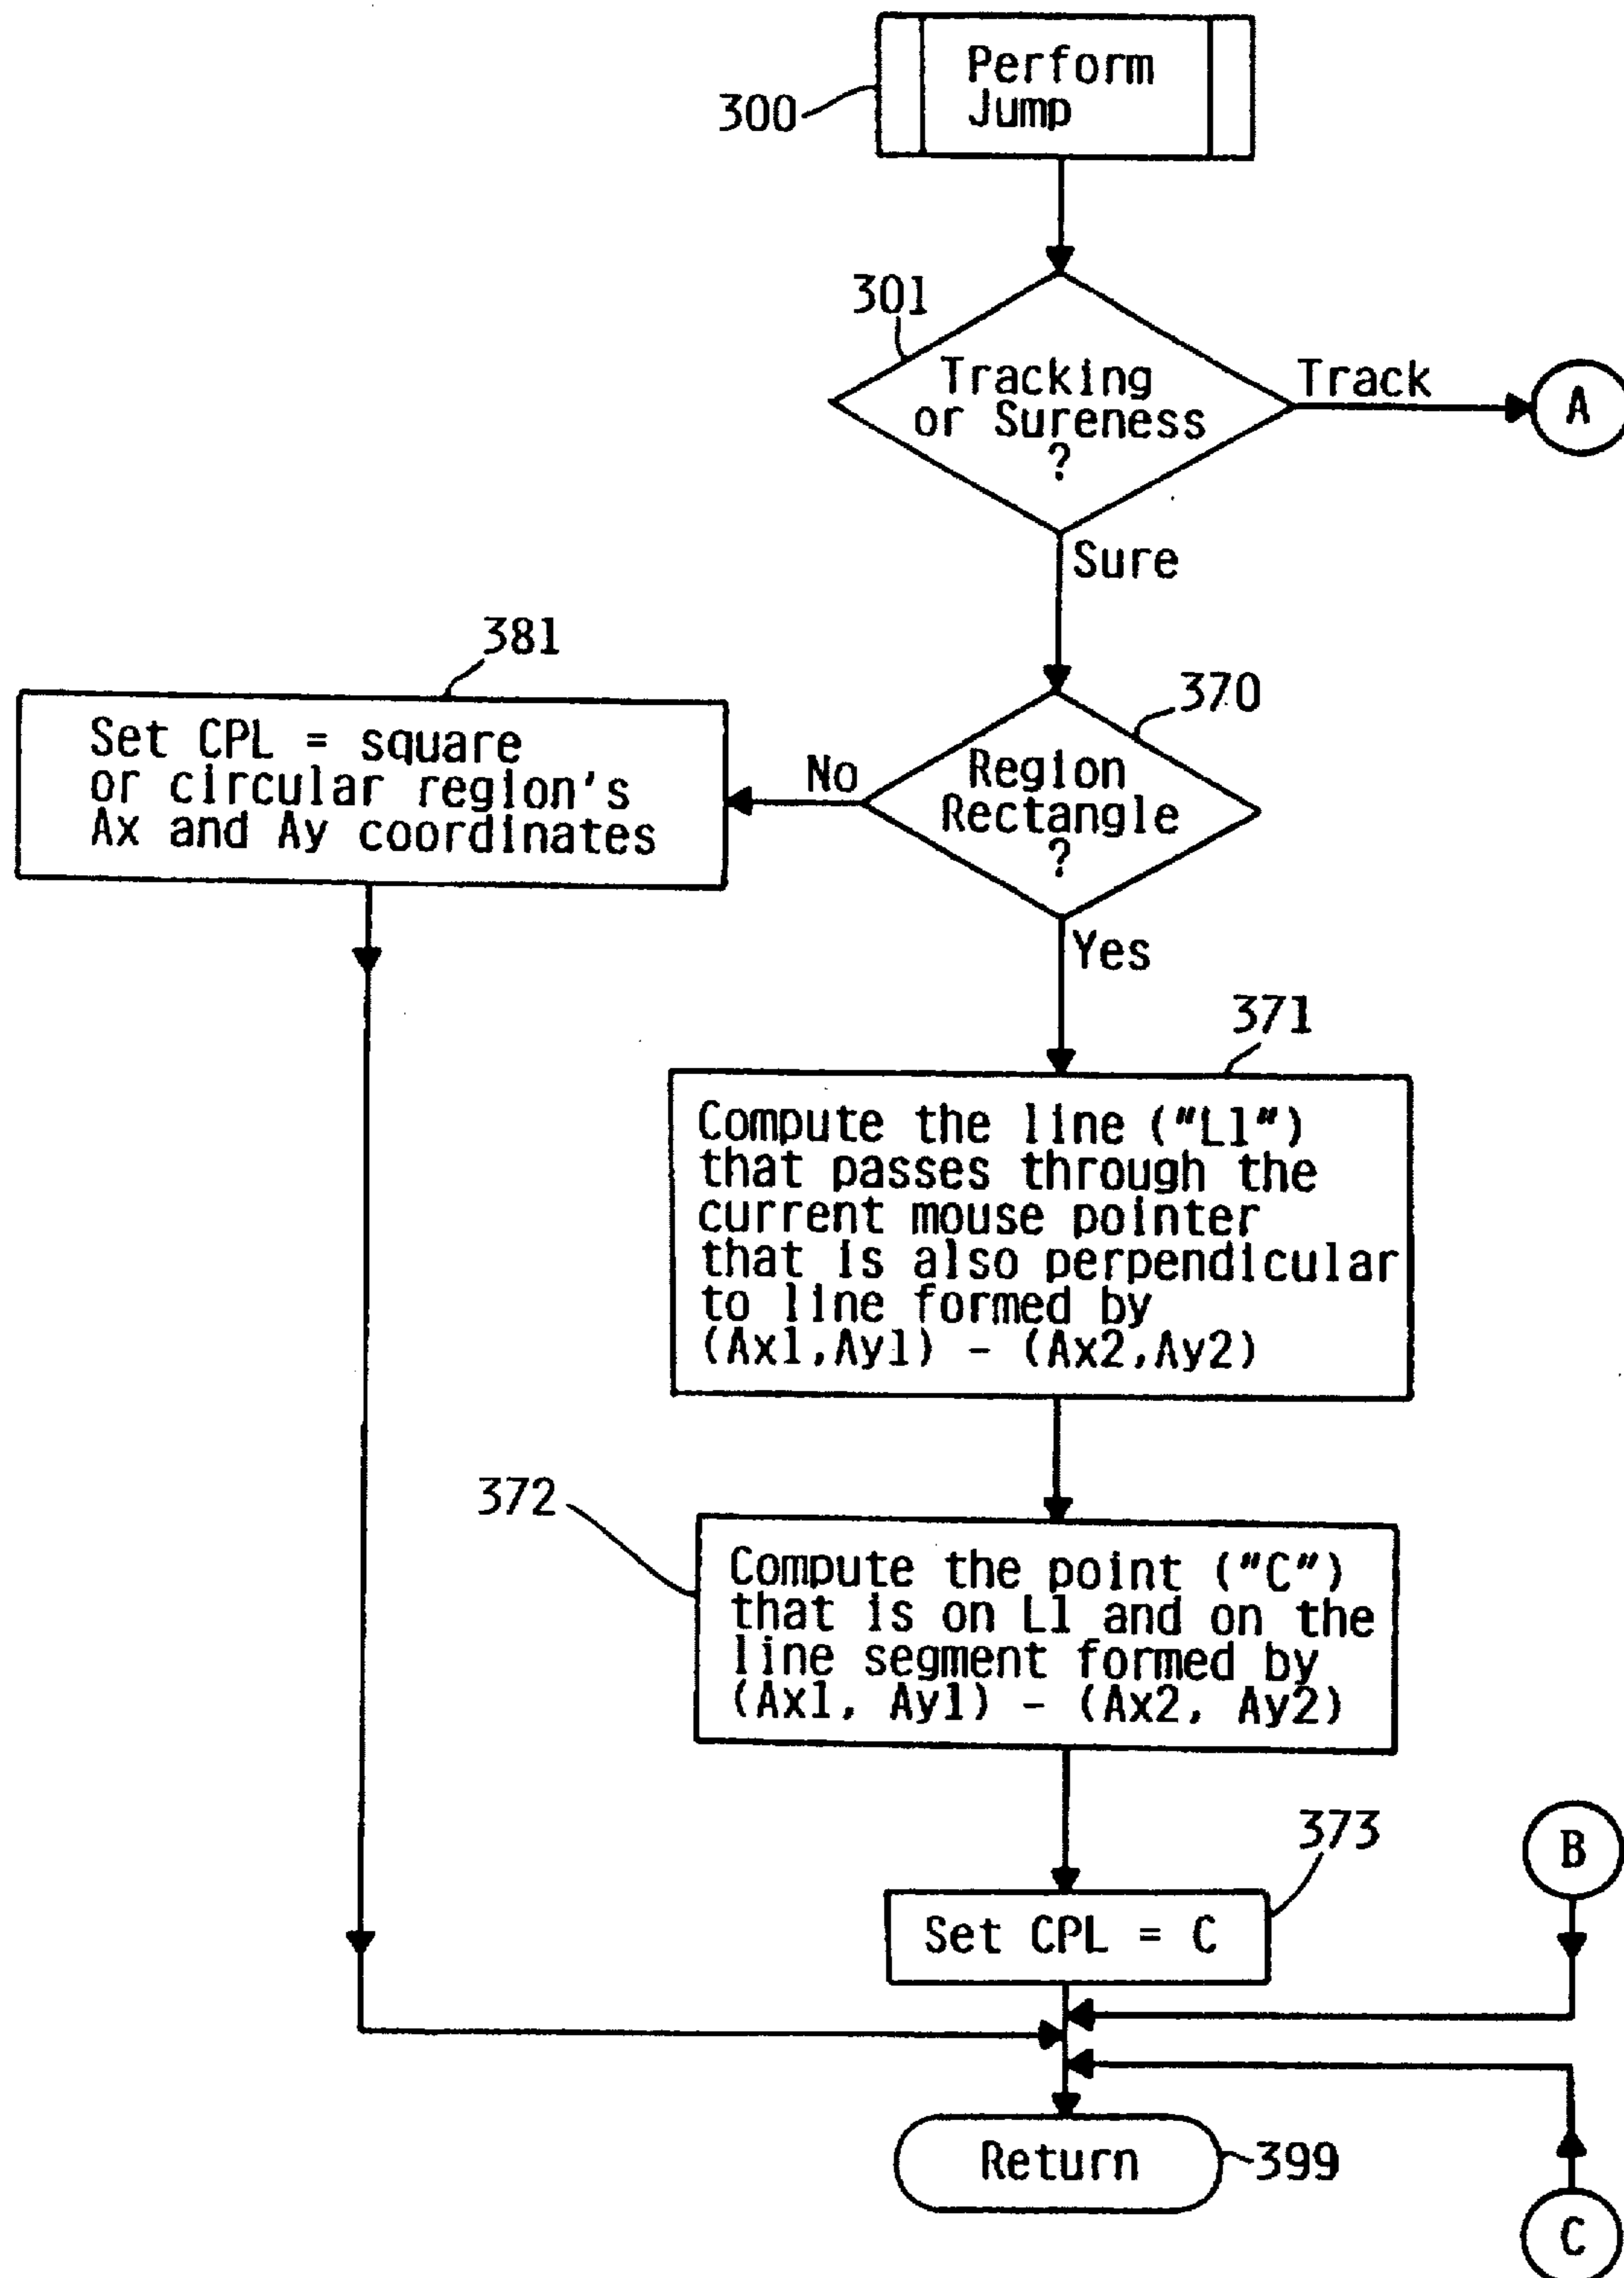 300
Perform
Jump
301
Tracking
or Sureness
?
Track
A
Sure
381
Set CPL = square
or circular region's
Ax and Ay coordinates
No
370
Region
Rectangle
?
Yes
371
Compute the line ("L1")
that passes through the
current mouse pointer
that is also perpendicular
to line formed by
(Ax1,Ay1) - (Ax2,Ay2)
372
Compute the point ("C")
that is on L1 and on the
line segment formed by
(Ax1, Ay1) - (Ax2, Ay2)
373
Set CPL = C
B
Return
399
C